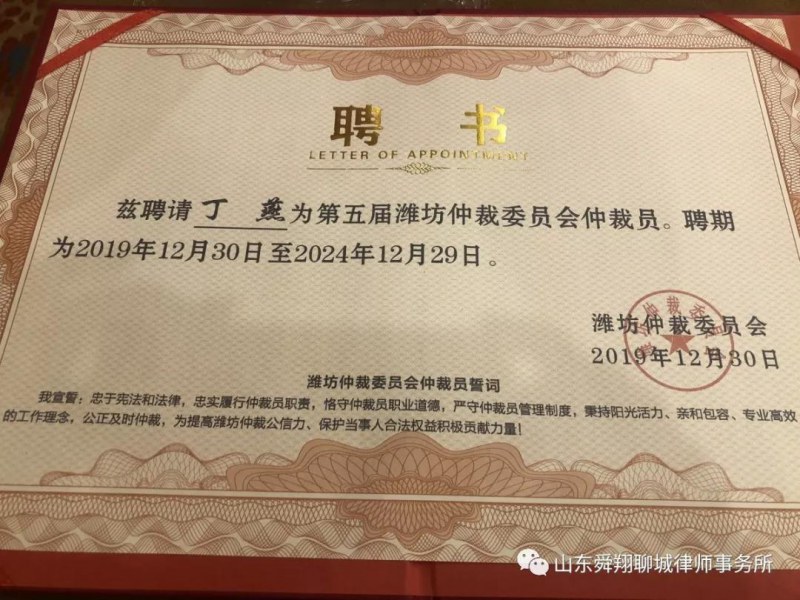 聘 书
LETTER OF APPOINTMENT
兹聘请 丁 燕 为第五届潍坊仲裁委员会仲裁员。聘期
为2019年12月30日至2024年12月29日。
潍坊仲裁委员会
2019年12月30日
潍坊仲裁委员会仲裁员誓词
我宣誓：忠于宪法和法律，忠实履行仲裁员职责，恪守仲裁员职业道德，严守仲裁员管理制度，秉持阳光活力、亲和包容、专业高效
的工作理念，公正及时仲裁，为提高潍坊仲裁公信力、保护当事人合法权益积极贡献力量！
潍坊仲裁委员会
山东舜翔聊城律师事务所